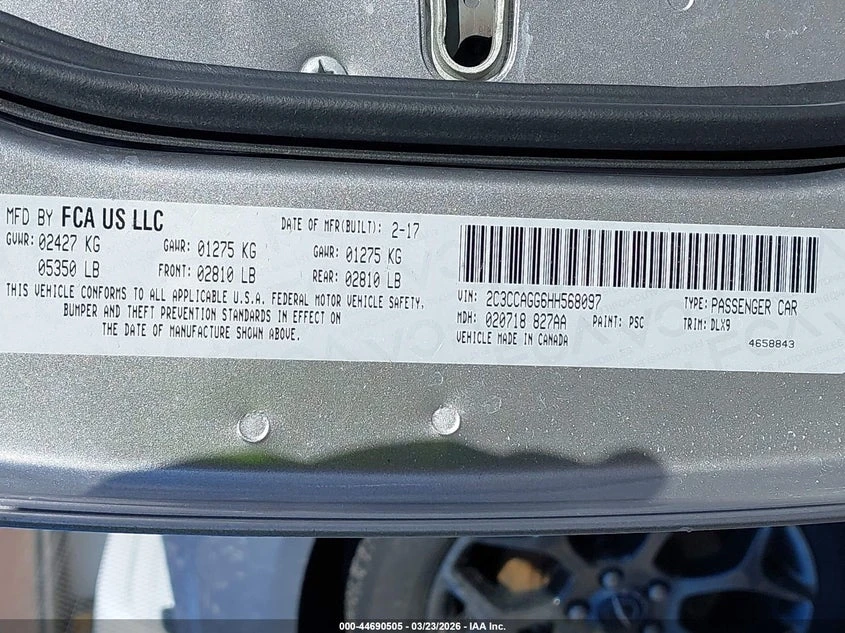 MFD BY FCA US LLC
DATE OF MFR(BUILT): 2-17
GVWR: 02427 KG
GAWR: 01275 KG
GAWR: 01275 KG
05350 LB
FRONT: 02810 LB
REAR: 02810 LB
THIS VEHICLE CONFORMS TO ALL APPLICABLE U.S.A. FEDERAL MOTOR VEHICLE SAFETY,
BUMPER AND THEFT PREVENTION STANDARDS IN EFFECT ON
THE DATE OF MANUFACTURE SHOWN ABOVE.
VIN: 2C3CCAGG6HH568097
TYPE: PASSENGER CAR
MDH: 020718 827AA
PAINT: PSC
TRIM: DLX9
VEHICLE MADE IN CANADA
4658843
000-44690505 - 03/23/2026 - IAA Inc.